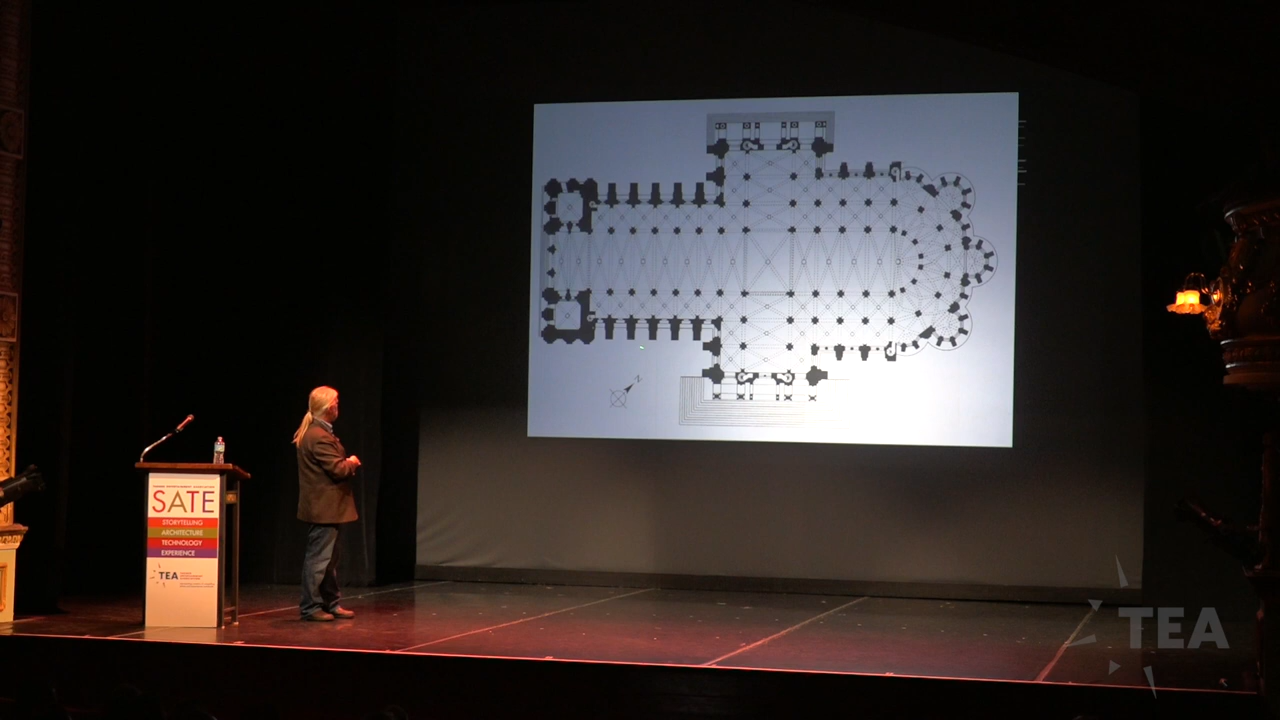 SATE
STORYTELLING
ARCHITECTURE
TECHNOLOGY
EXPERIENCE
TEA
TEA